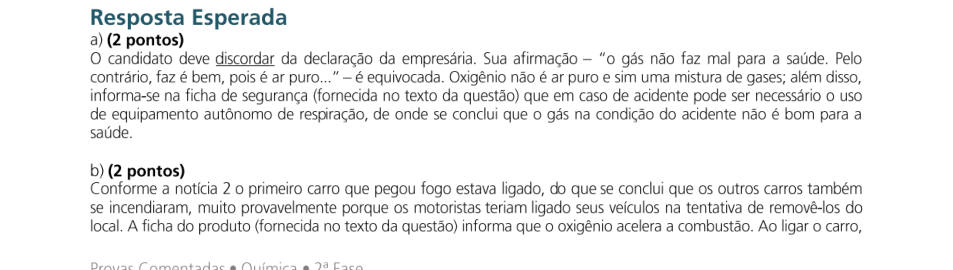 Resposta Esperada
a) (2 pontos)
O candidato deve discordar da declaração da empresária. Sua afirmação – “o gás não faz mal para a saúde. Pelo
contrário, faz é bem, pois é ar puro...” – é equivocada. Oxigênio não é ar puro e sim uma mistura de gases; além disso,
informa-se na ficha de segurança (fornecida no texto da questão) que em caso de acidente pode ser necessário o uso
de equipamento autônomo de respiração, de onde se conclui que o gás na condição do acidente não é bom para a
saúde.
b) (2 pontos)
Conforme a notícia 2 o primeiro carro que pegou fogo estava ligado, do que se conclui que os outros carros também
se incendiaram, muito provavelmente porque os motoristas teriam ligado seus veículos na tentativa de removê-los do
local. A ficha do produto (fornecida no texto da questão) informa que o oxigênio acelera a combustão. Ao ligar o carro,
Provas Comentadas • Química • 2ª Fase